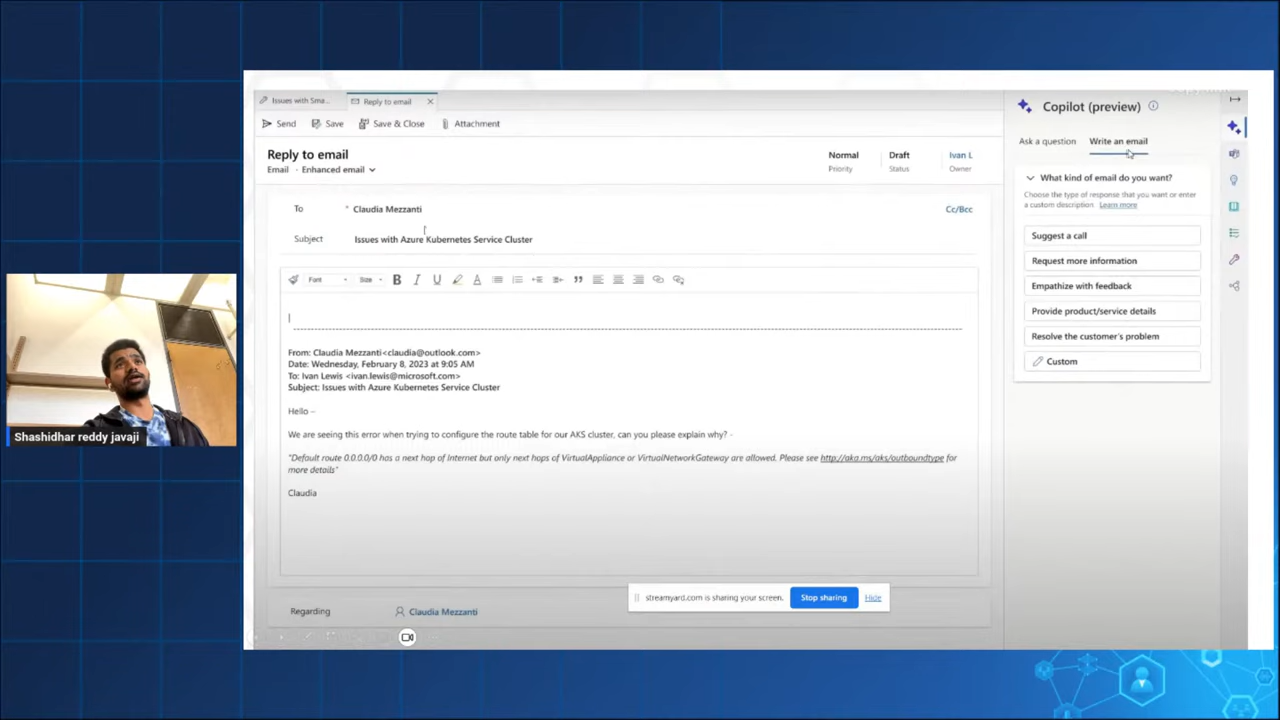 Issues with Sma...
Reply to email
Send
Save
Save & Close
Attachment
Reply to email
Email · Enhanced email
Normal
Priority
Draft
Status
Ivan L
Owner
To * Claudia Mezzanti
Cc/Bcc
Subject Issues with Azure Kubernetes Service Cluster
Font Size B I U A
From: Claudia Mezzanti<claudia@outlook.com>
Date: Wednesday, February 8, 2023 at 9:05 AM
To: Ivan Lewis <ivan.lewis@microsoft.com>
Subject: Issues with Azure Kubernetes Service Cluster
Hello –
We are seeing this error when trying to configure the route table for our AKS cluster, can you please explain why? -
"Default route 0.0.0.0/0 has a next hop of Internet but only next hops of VirtualAppliance or VirtualNetworkGateway are allowed. Please see http://aka.ms/aks/outboundtype for
more details"
Claudia
Regarding Claudia Mezzanti
streamyard.com is sharing your screen.
Stop sharing
Hide
Copilot (preview)
Ask a question
Write an email
What kind of email do you want?
Choose the type of response that you want or enter
a custom description. Learn more
Suggest a call
Request more information
Empathize with feedback
Provide product/service details
Resolve the customer's problem
Custom
Shashidhar reddy javaji